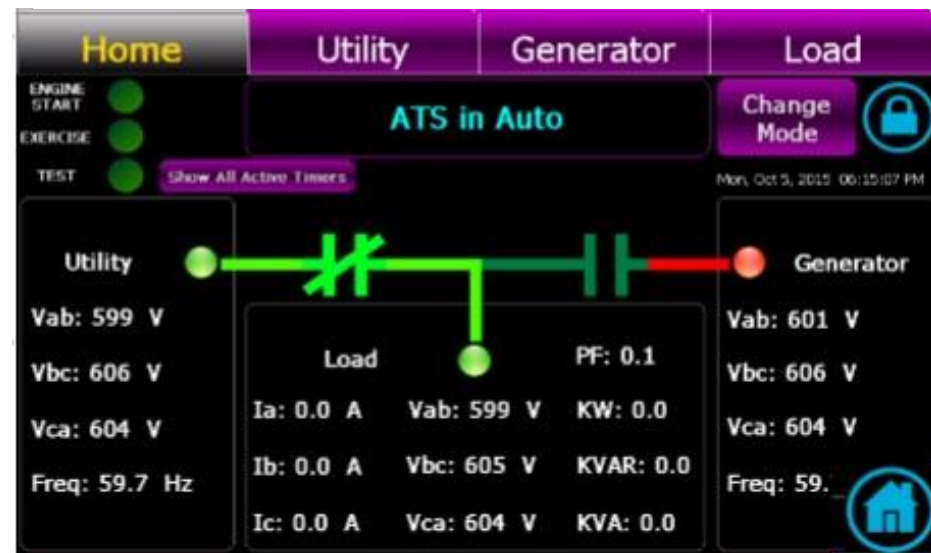 Home Utility Generator Load
ENGINE START
EXERCISE
TEST
ATS in Auto
Change Mode
Show All Active Timers
Mon, Oct 5, 2015 06:15:07 PM
Utility
Vab: 599 V
Vbc: 606 V
Vca: 604 V
Freq: 59.7 Hz
Load PF: 0.1
Ia: 0.0 A Vab: 599 V KW: 0.0
Ib: 0.0 A Vbc: 605 V KVAR: 0.0
Ic: 0.0 A Vca: 604 V KVA: 0.0
Generator
Vab: 601 V
Vbc: 606 V
Vca: 604 V
Freq: 59.